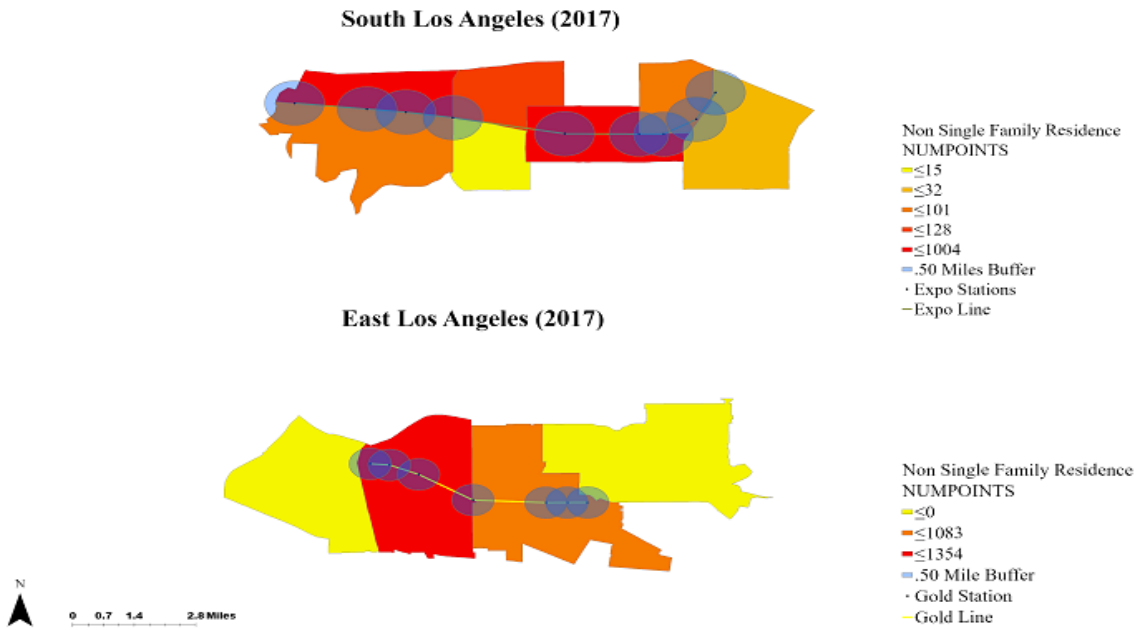 South Los Angeles (2017)
Non Single Family Residence
NUMPOINTS
≤15
≤32
≤101
≤128
≤1004
.50 Miles Buffer
Expo Stations
Expo Line
East Los Angeles (2017)
Non Single Family Residence
NUMPOINTS
≤0
≤1083
≤1354
.50 Mile Buffer
Gold Station
Gold Line
N
0 0.7 1.4 2.8 Miles